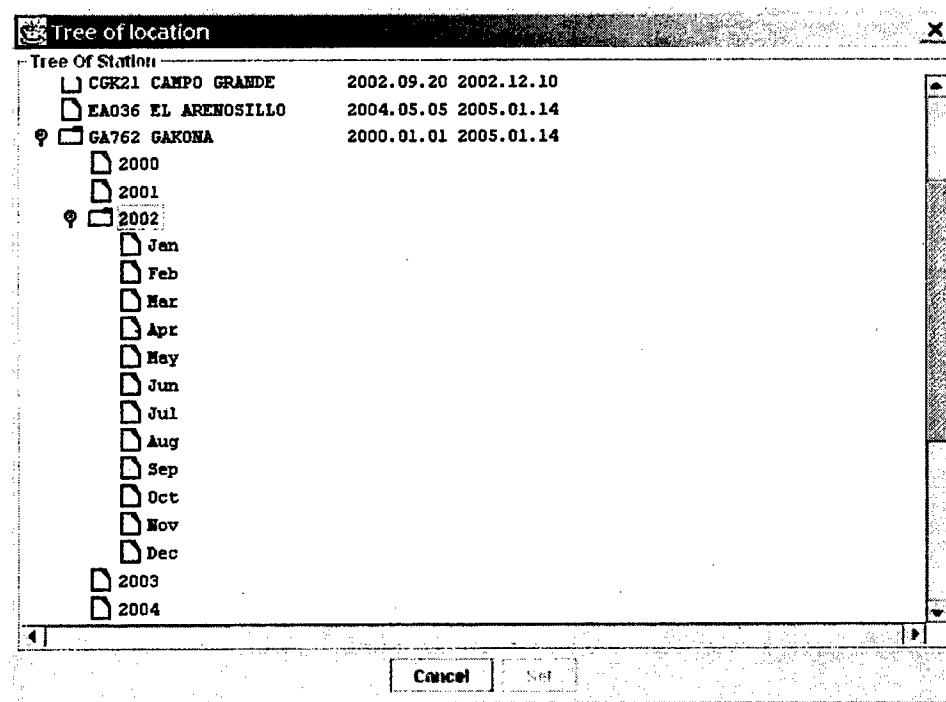 Tree of location
Tree Of Station
CGK21 CAMPO GRANDE 2002.09.20 2002.12.10
EA036 EL ARENOSILLO 2004.05.05 2005.01.14
GA762 GAKONA 2000.01.01 2005.01.14
2000
2001
2002
Jan
Feb
Mar
Apr
May
Jun
Jul
Aug
Sep
Oct
Nov
Dec
2003
2004
Cancel Set